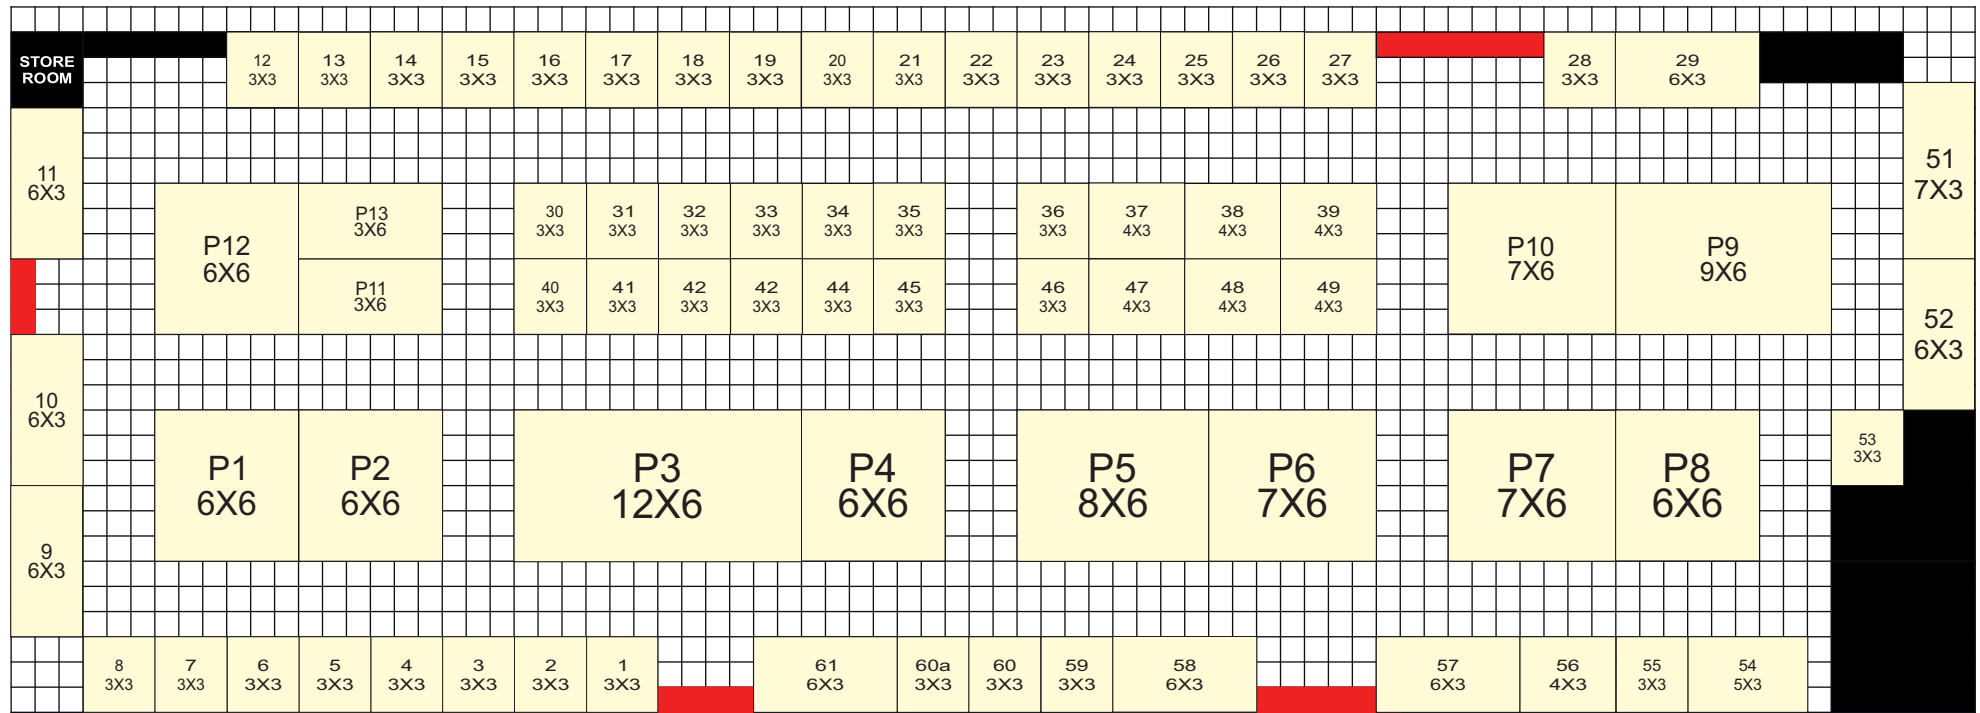 STORE
ROOM
12
3X3
13
3X3
14
3X3
15
3X3
16
3X3
17
3X3
18
3X3
19
3X3
20
3X3
21
3X3
22
3X3
23
3X3
24
3X3
25
3X3
26
3X3
27
3X3
28
3X3
29
6X3
11
6X3
51
7X3
P12
6X6
P13
3X6
30
3X3
31
3X3
32
3X3
33
3X3
34
3X3
35
3X3
36
3X3
37
4X3
38
4X3
39
4X3
P10
7X6
P9
9X6
P11
3X6
40
3X3
41
3X3
42
3X3
42
3X3
44
3X3
45
3X3
46
3X3
47
4X3
48
4X3
49
4X3
52
6X3
10
6X3
P1
6X6
P2
6X6
P3
12X6
P4
6X6
P5
8X6
P6
7X6
P7
7X6
P8
6X6
53
3X3
9
6X3
8
3X3
7
3X3
6
3X3
5
3X3
4
3X3
3
3X3
2
3X3
1
3X3
61
6X3
60a
3X3
60
3X3
59
3X3
58
6X3
57
6X3
56
4X3
55
3X3
54
5X3